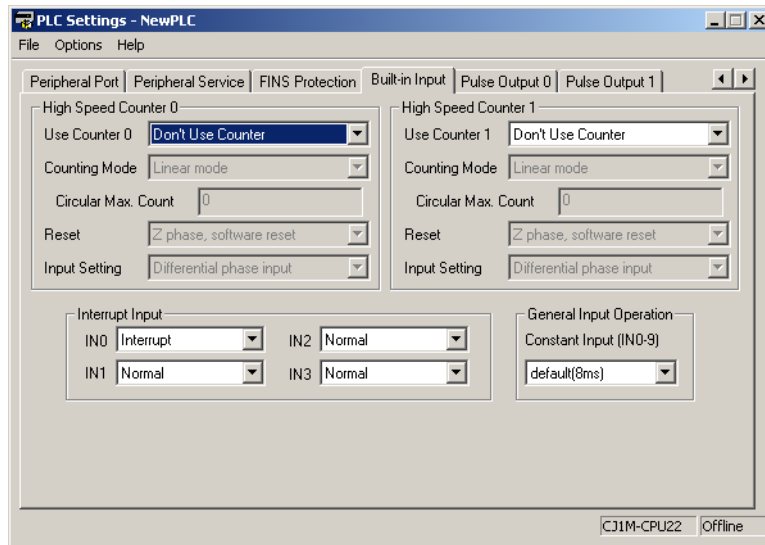 PLC Settings - NewPLC
File Options Help
Peripheral Port Peripheral Service FINS Protection Built-in Input Pulse Output 0 Pulse Output 1
High Speed Counter 0
Use Counter 0 Don't Use Counter
Counting Mode Linear mode
Circular Max. Count 0
Reset Z phase, software reset
Input Setting Differential phase input
High Speed Counter 1
Use Counter 1 Don't Use Counter
Counting Mode Linear mode
Circular Max. Count 0
Reset Z phase, software reset
Input Setting Differential phase input
Interrupt Input
IN0 Interrupt IN2 Normal
IN1 Normal IN3 Normal
General Input Operation
Constant Input (IN0-9)
default(8ms)
CJ1M-CPU22 Offline